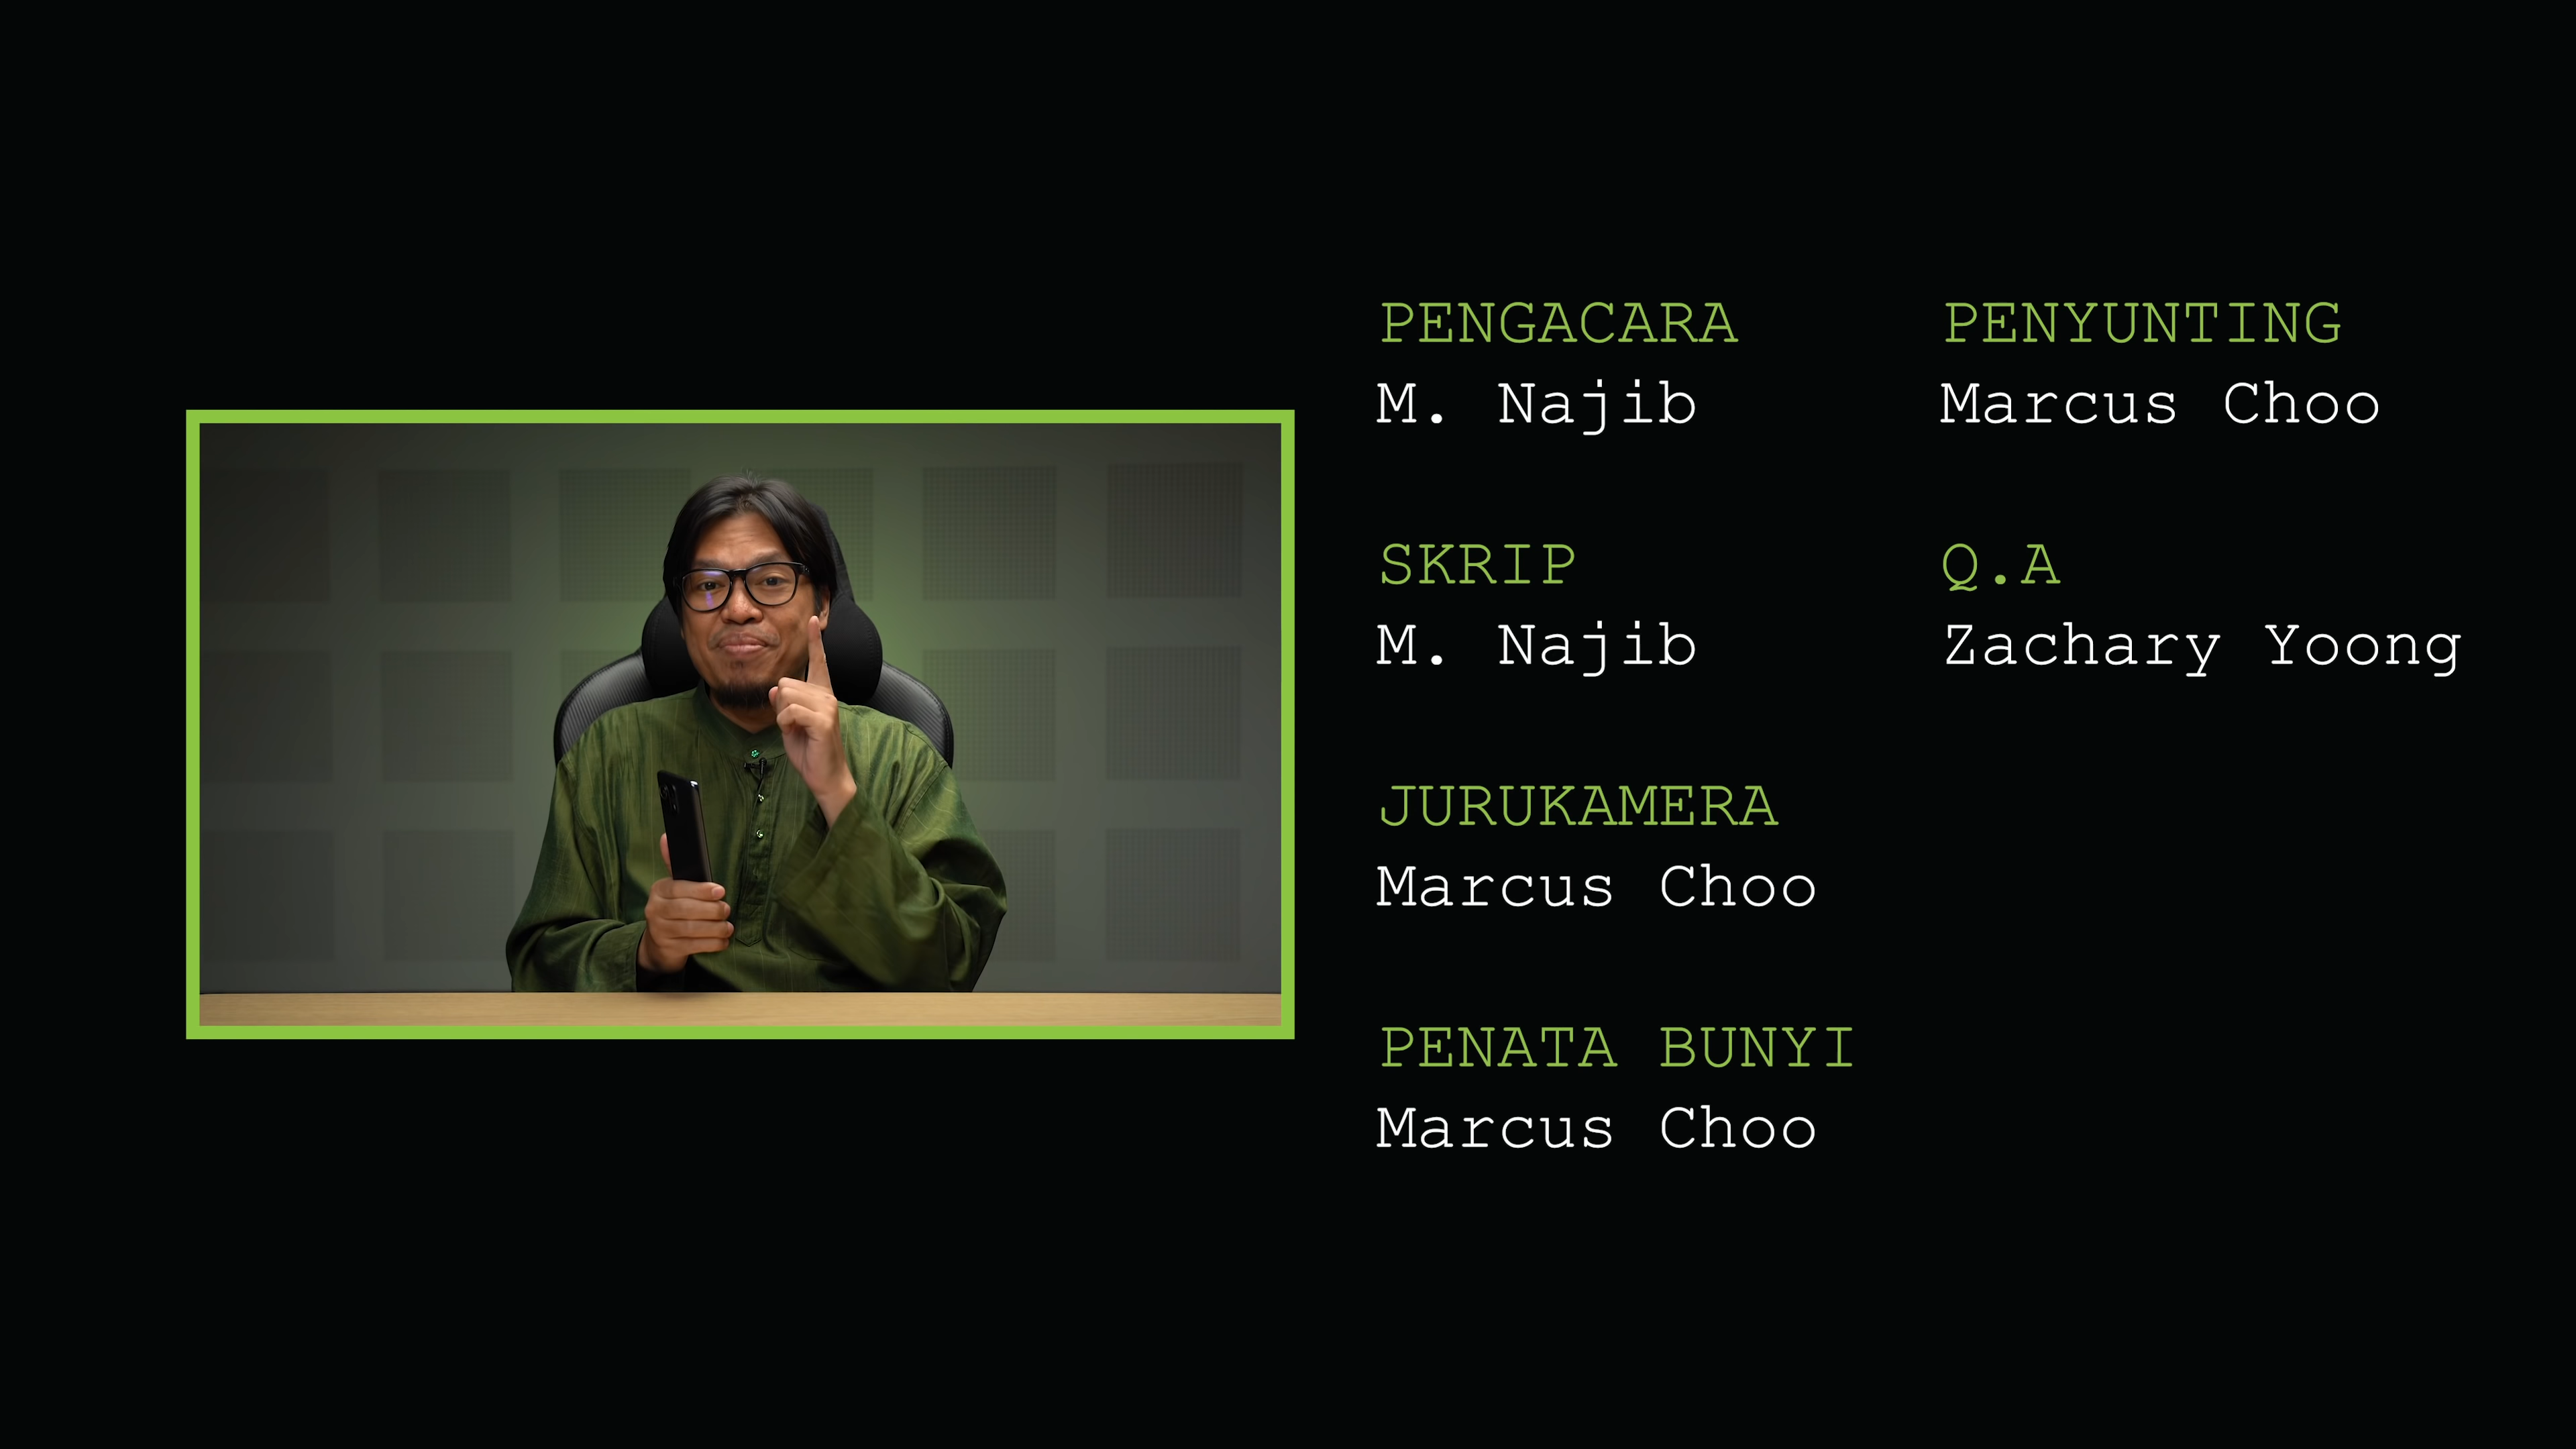 PENGACARA
M. Najib
SKRIP
M. Najib
JURUKAMERA
Marcus Choo
PENATA BUNYI
Marcus Choo
PENYUNTING
Marcus Choo
Q.A
Zachary Yoong